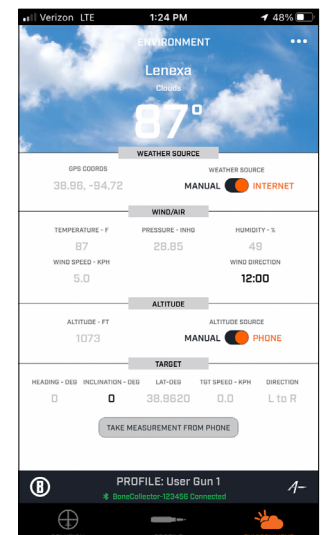 Verizon LTE 1:24 PM 48%
ENVIRONMENT
Lenexa
Clouds
87°
WEATHER SOURCE
GPS COORDS WEATHER SOURCE
38.96, -94.72 MANUAL INTERNET
WIND/AIR
TEMPERATURE - F PRESSURE - INHG HUMIDITY - %
87 28.85 49
WIND SPEED - KPH WIND DIRECTION
5.0 12:00
ALTITUDE
ALTITUDE - FT ALTITUDE SOURCE
1073 MANUAL PHONE
TARGET
HEADING - DEG INCLINATION - DEG LAT-DEG TGT SPEED - KPH DIRECTION
0 0 38.9620 0.0 L to R
TAKE MEASUREMENT FROM PHONE
B PROFILE: User Gun 1
BoneCollector-123456 Connected